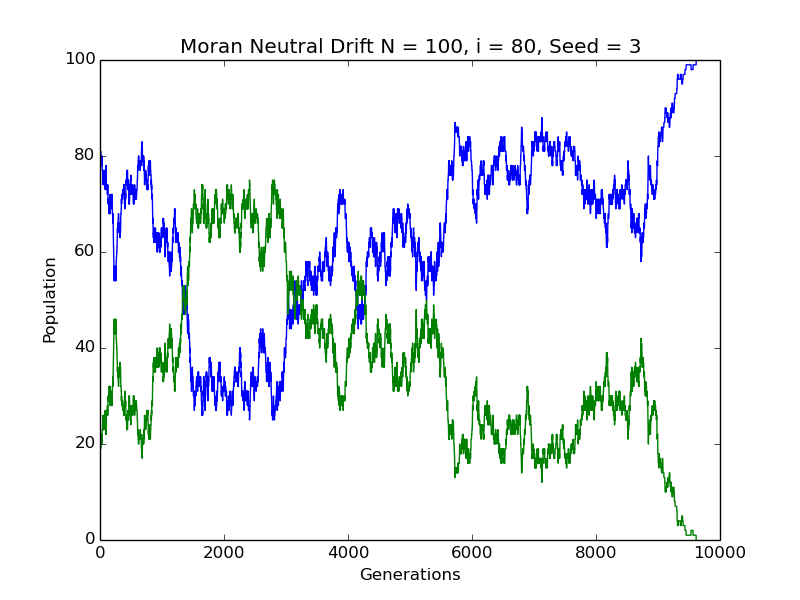 Moran Neutral Drift N = 100, i = 80, Seed = 3
100
80
60
40
20
0
Population
0 2000 4000 6000 8000 10000
Generations